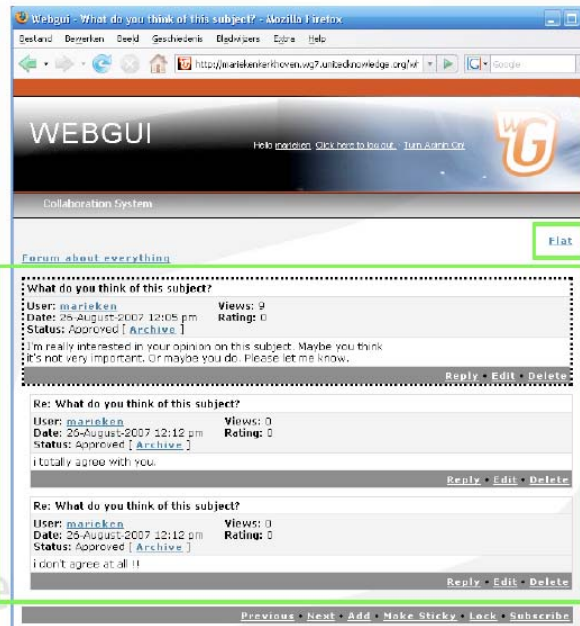 Webgui - What do you think of this subject? - Mozilla Firefox
Bestand Bewerken Beeld Geschiedenis Bladwijzers Extra Help
http://mariekenkerkhoven.wg7.unitedknowledge.org/wh
Google
WEBGUI
Hello marieken. Click here to log out. Turn Admin On!
WG
Collaboration System
Flat
Forum about everything
What do you think of this subject?
User: marieken Views: 9
Date: 26-August-2007 12:05 pm Rating: 0
Status: Approved [ Archive ]
I'm really interested in your opinion on this subject. Maybe you think
it's not very important. Or maybe you do. Please let me know.
Reply • Edit • Delete
Re: What do you think of this subject?
User: marieken Views: 0
Date: 26-August-2007 12:12 pm Rating: 0
Status: Approved [ Archive ]
i totally agree with you.
Reply • Edit • Delete
Re: What do you think of this subject?
User: marieken Views: 0
Date: 26-August-2007 12:12 pm Rating: 0
Status: Approved [ Archive ]
i don't agree at all !!
Reply • Edit • Delete
Previous • Next • Add • Make Sticky • Lock • Subscribe